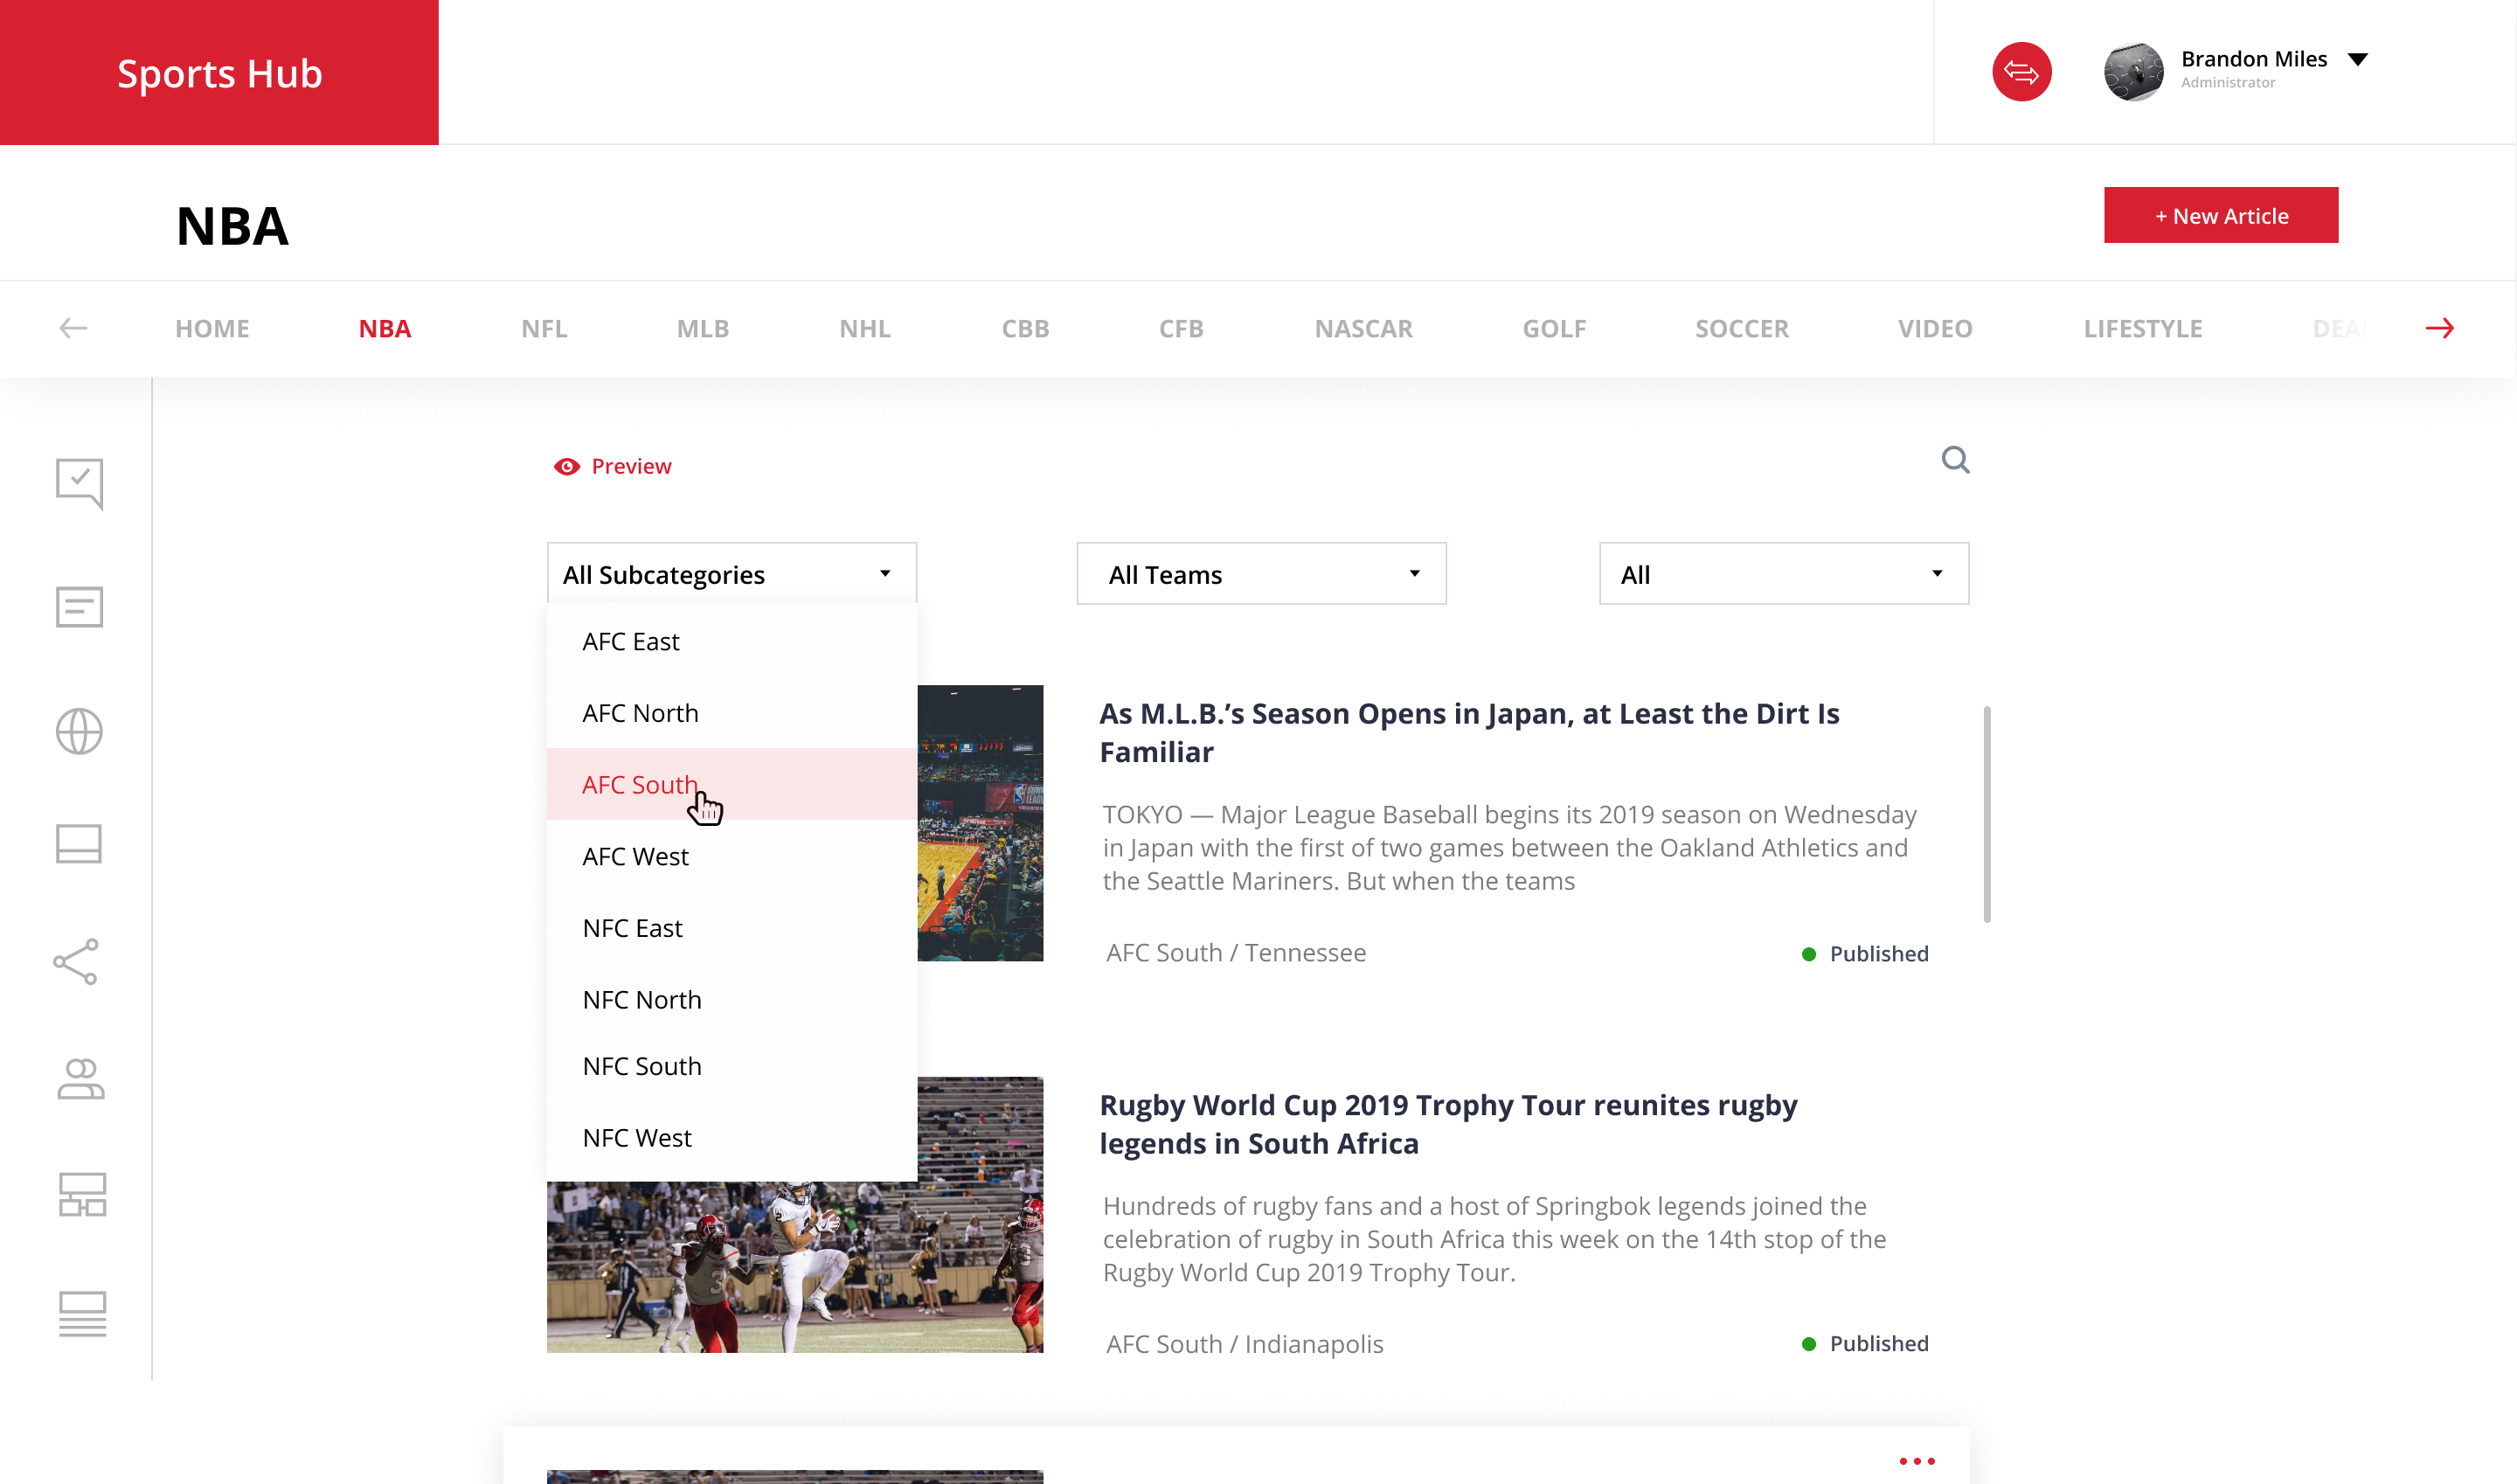 Sports Hub
Brandon Miles
Administrator
NBA
+ New Article
HOME
NBA
NFL
MLB
NHL
CBB
CFB
NASCAR
GOLF
SOCCER
VIDEO
LIFESTYLE
Preview
All Subcategories
All Teams
All
AFC East
AFC North
AFC South
AFC West
NFC East
NFC North
NFC South
NFC West
As M.L.B.’s Season Opens in Japan, at Least the Dirt Is
Familiar
TOKYO — Major League Baseball begins its 2019 season on Wednesday
in Japan with the first of two games between the Oakland Athletics and
the Seattle Mariners. But when the teams
AFC South / Tennessee
Published
Rugby World Cup 2019 Trophy Tour reunites rugby
legends in South Africa
Hundreds of rugby fans and a host of Springbok legends joined the
celebration of rugby in South Africa this week on the 14th stop of the
Rugby World Cup 2019 Trophy Tour.
AFC South / Indianapolis
Published